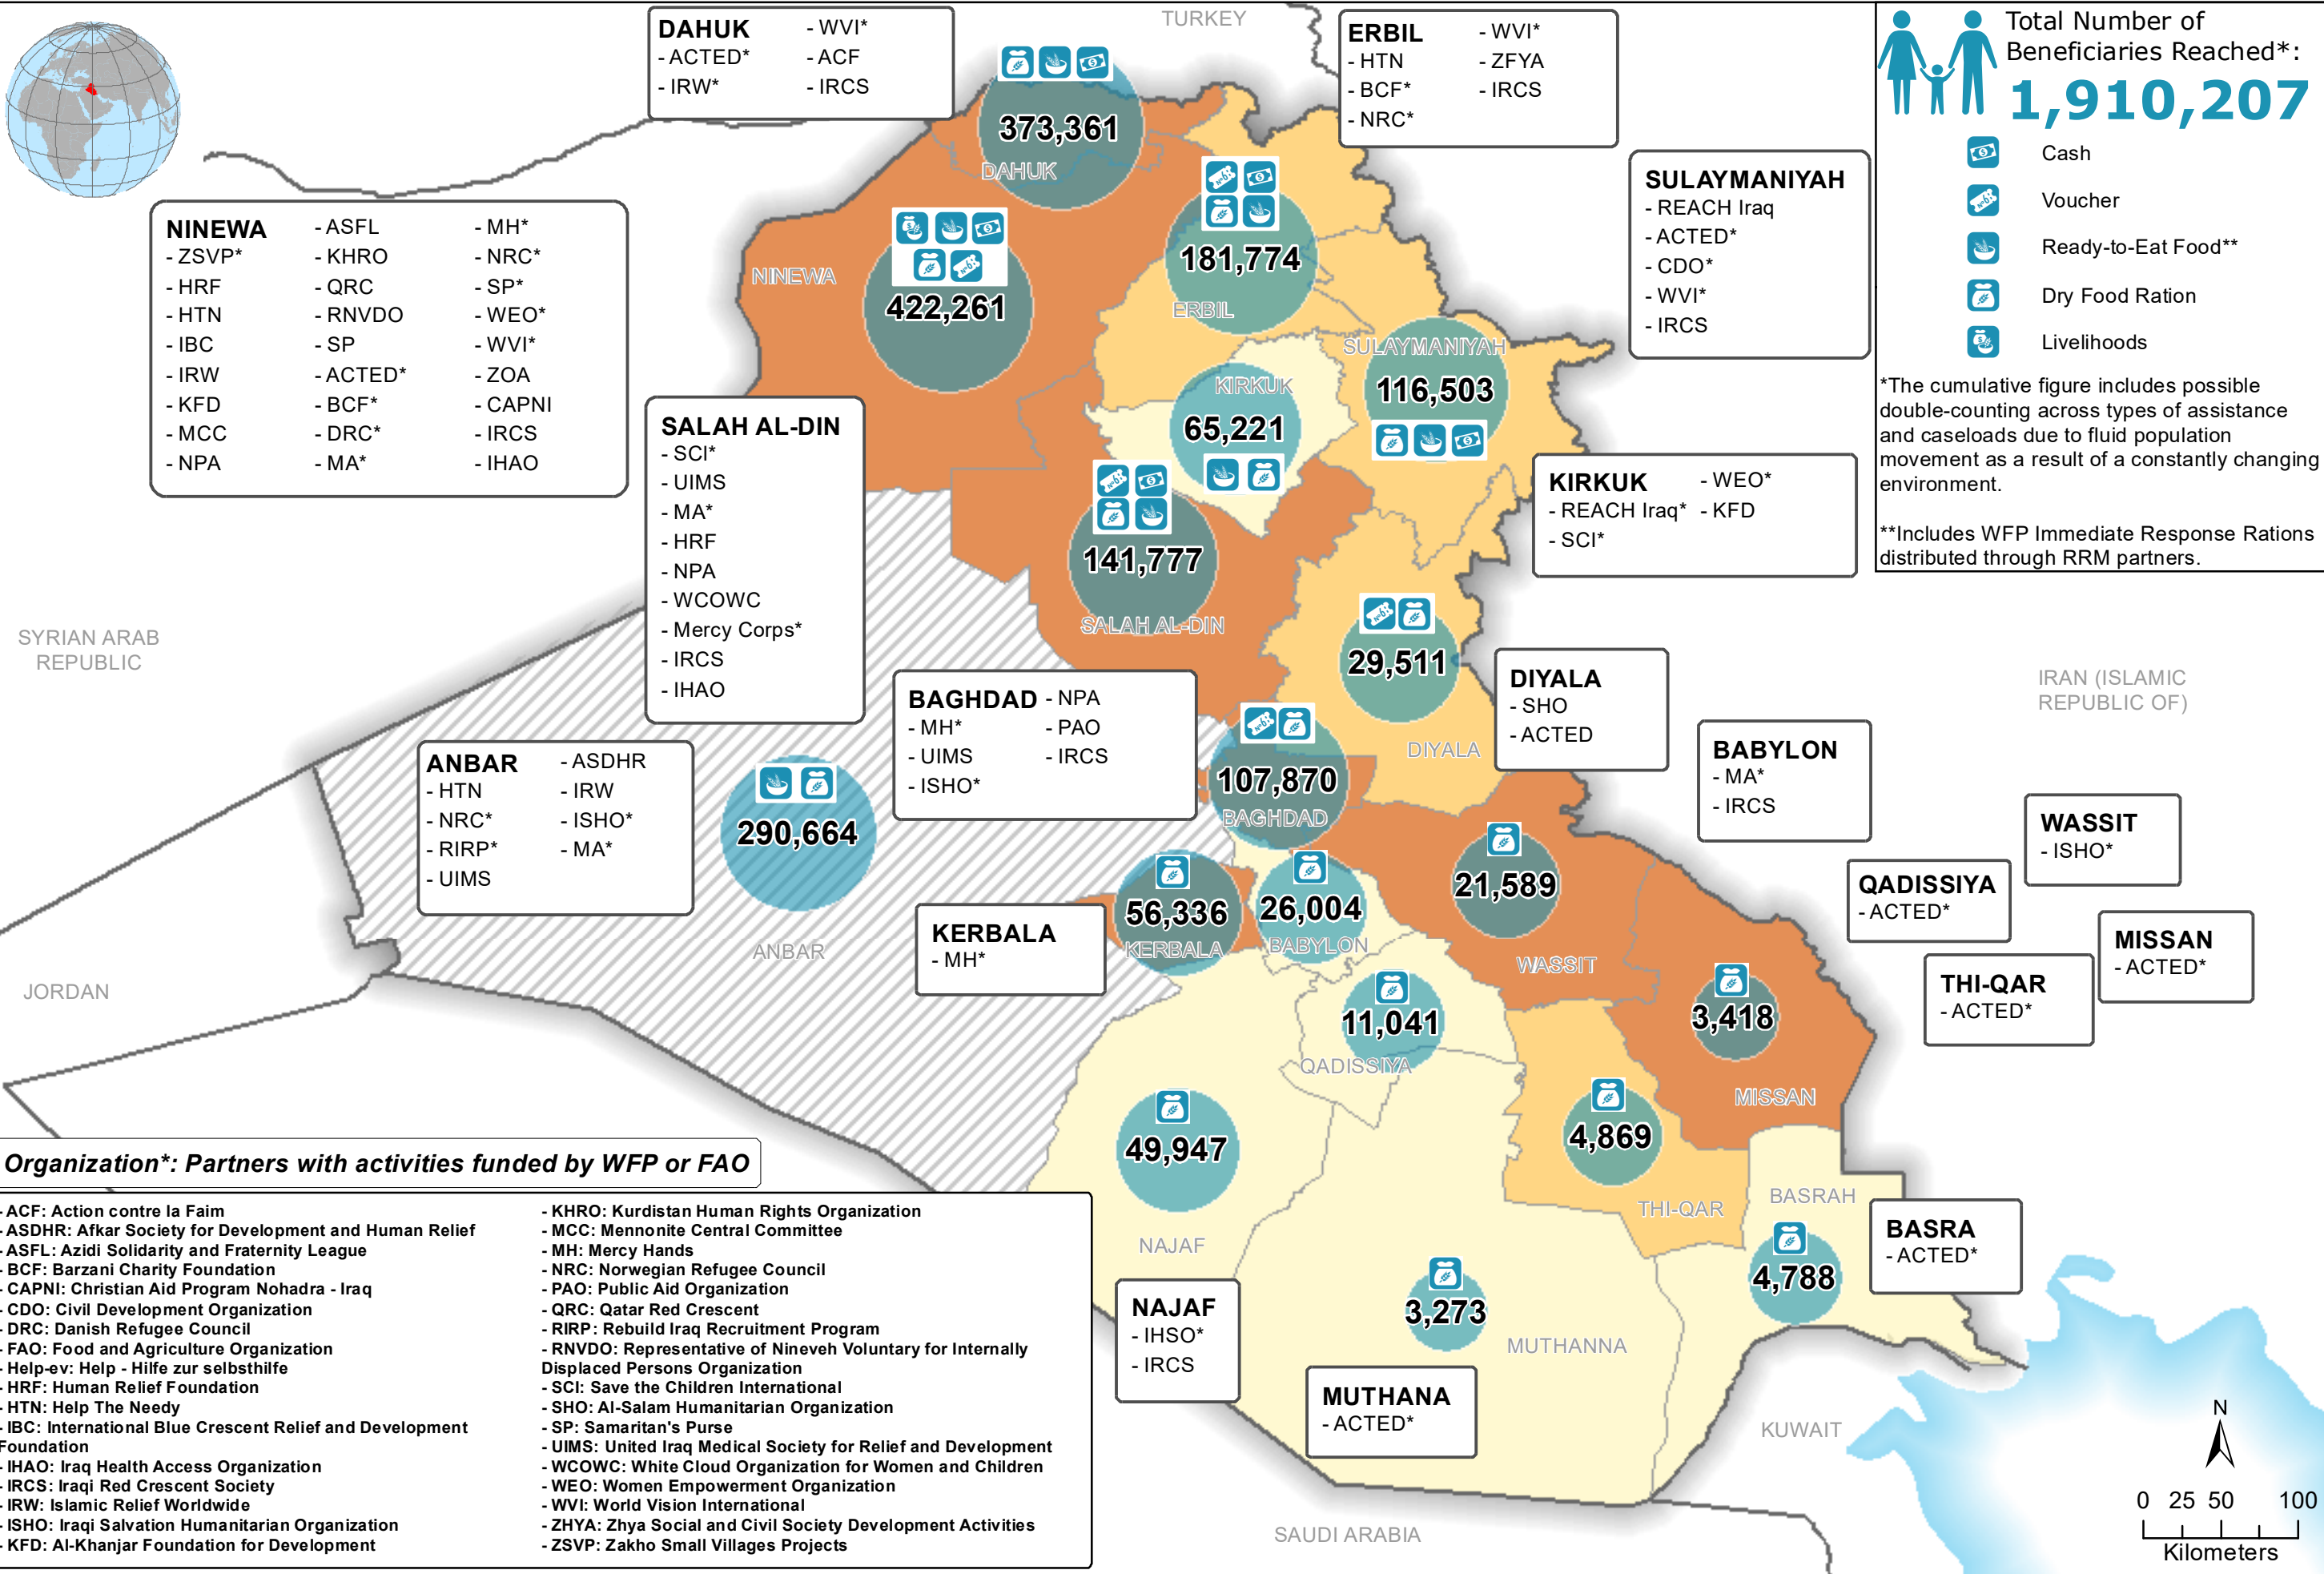 TURKEY
DAHUK
- ACTED*
- IRW*
- WVI*
- ACF
- IRCS
ERBIL
- HTN
- BCF*
- NRC*
- WVI*
- ZFYA
- IRCS
Total Number of
Beneficiaries Reached*:
1,910,207
Cash
Voucher
Ready-to-Eat Food**
Dry Food Ration
Livelihoods
*The cumulative figure includes possible
double-counting across types of assistance
and caseloads due to fluid population
movement as a result of a constantly changing
environment.
**Includes WFP Immediate Response Rations
distributed through RRM partners.
373,361
DAHUK
SULAYMANIYAH
- REACH Iraq
- ACTED*
- CDO*
- WVI*
- IRCS
NINEWA
- ZSVP*
- HRF
- HTN
- IBC
- IRW
- KFD
- MCC
- NPA
- ASFL
- KHRO
- QRC
- RNVDO
- SP
- ACTED*
- BCF*
- DRC*
- MA*
- MH*
- NRC*
- SP*
- WEO*
- WVI*
- ZOA
- CAPNI
- IRCS
- IHAO
NINEWA
422,261
181,774
ERBIL
SULAYMANIYAH
116,503
KIRKUK
65,221
SALAH AL-DIN
- SCI*
- UIMS
- MA*
- HRF
- NPA
- WCOWC
- Mercy Corps*
- IRCS
- IHAO
KIRKUK
- REACH Iraq*
- SCI*
- WEO*
- KFD
141,777
SALAH AL-DIN
SYRIAN ARAB
REPUBLIC
29,511
DIYALA
DIYALA
- SHO
- ACTED
IRAN (ISLAMIC
REPUBLIC OF)
BAGHDAD
- MH*
- UIMS
- ISHO*
- NPA
- PAO
- IRCS
107,870
BAGHDAD
BABYLON
- MA*
- IRCS
ANBAR
- HTN
- NRC*
- RIRP*
- UIMS
- ASDHR
- IRW
- ISHO*
- MA*
290,664
ANBAR
WASSIT
- ISHO*
QADISSIYA
- ACTED*
MISSAN
- ACTED*
THI-QAR
- ACTED*
KERBALA
- MH*
56,336
KERBALA
26,004
BABYLON
21,589
WASSIT
JORDAN
11,041
QADISSIYA
3,418
MISSAN
49,947
NAJAF
4,869
THI-QAR
BASRAH
4,788
BASRA
- ACTED*
3,273
MUTHANNA
NAJAF
- IHSO*
- IRCS
MUTHANA
- ACTED*
KUWAIT
SAUDI ARABIA
Organization*: Partners with activities funded by WFP or FAO
- ACF: Action contre la Faim
- ASDHR: Afkar Society for Development and Human Relief
- ASFL: Azidi Solidarity and Fraternity League
- BCF: Barzani Charity Foundation
- CAPNI: Christian Aid Program Nohadra - Iraq
- CDO: Civil Development Organization
- DRC: Danish Refugee Council
- FAO: Food and Agriculture Organization
- Help-ev: Help - Hilfe zur selbsthilfe
- HRF: Human Relief Foundation
- HTN: Help The Needy
- IBC: International Blue Crescent Relief and Development
Foundation
- IHAO: Iraq Health Access Organization
- IRCS: Iraqi Red Crescent Society
- IRW: Islamic Relief Worldwide
- ISHO: Iraqi Salvation Humanitarian Organization
- KFD: Al-Khanjar Foundation for Development
- KHRO: Kurdistan Human Rights Organization
- MCC: Mennonite Central Committee
- MH: Mercy Hands
- NRC: Norwegian Refugee Council
- PAO: Public Aid Organization
- QRC: Qatar Red Crescent
- RIRP: Rebuild Iraq Recruitment Program
- RNVDO: Representative of Nineveh Voluntary for Internally
Displaced Persons Organization
- SCI: Save the Children International
- SHO: Al-Salam Humanitarian Organization
- SP: Samaritan's Purse
- UIMS: United Iraq Medical Society for Relief and Development
- WCOWC: White Cloud Organization for Women and Children
- WEO: Women Empowerment Organization
- WVI: World Vision International
- ZHYA: Zhya Social and Civil Society Development Activities
- ZSVP: Zakho Small Villages Projects
N
0 25 50 100
Kilometers